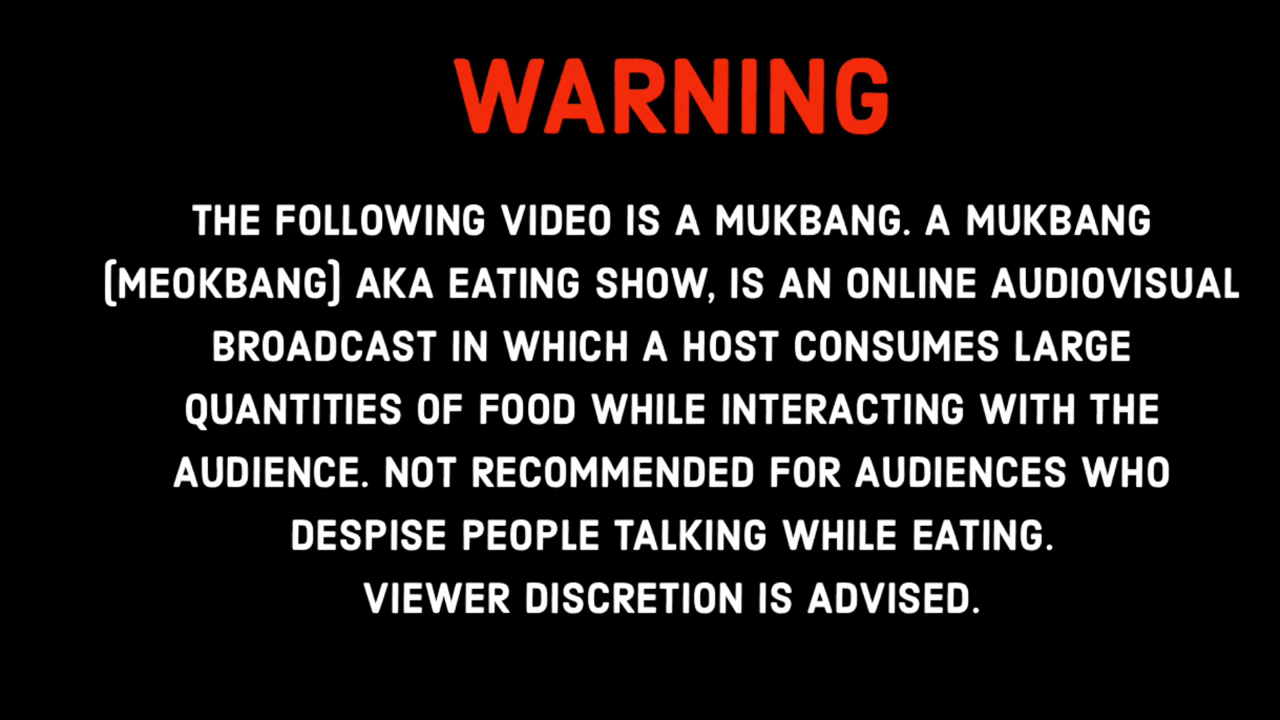 WARNING
THE FOLLOWING VIDEO IS A MUKBANG. A MUKBANG
(MEOKBANG) AKA EATING SHOW, IS AN ONLINE AUDIOVISUAL
BROADCAST IN WHICH A HOST CONSUMES LARGE
QUANTITIES OF FOOD WHILE INTERACTING WITH THE
AUDIENCE. NOT RECOMMENDED FOR AUDIENCES WHO
DESPISE PEOPLE TALKING WHILE EATING.
VIEWER DISCRETION IS ADVISED.